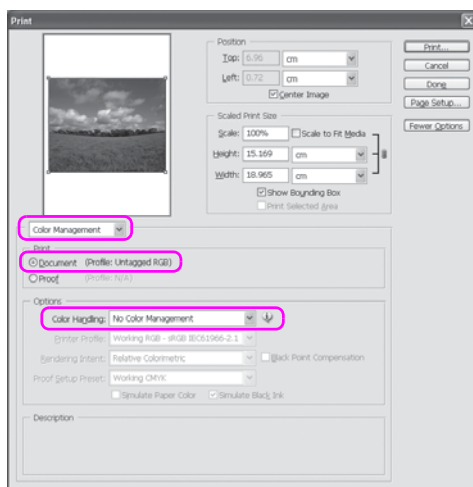 Print
Position
Top: 6.96 cm
Left: 0.72 cm
Center Image
Scaled Print Size
Scale: 100% Scale to Fit Media
Height: 15.169 cm
Width: 18.965 cm
Show Bounding Box
Print Selected Area
Print...
Cancel
Done
Page Setup...
Fewer Options
Color Management
Print
Document (Profile: Untagged RGB)
Proof (Profile: N/A)
Options
Color Handling: No Color Management
Printer Profile: Working RGB - sRGB IEC61966-2.1
Rendering Intent: Relative Colorimetric Black Point Compensation
Proof Setup Preset: Working CMYK
Simulate Paper Color Simulate Black Ink
Description